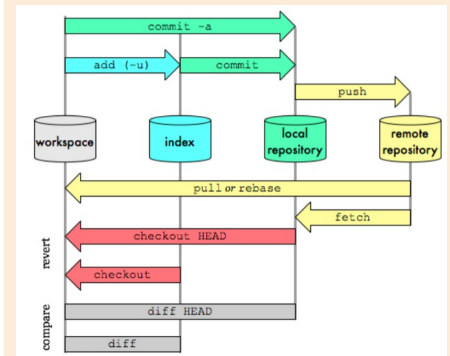 commit -a
add (-u)
commit
push
workspace
index
local
repository
remote
repository
pull or rebase
fetch
revert
checkout HEAD
checkout
compare
diff HEAD
diff